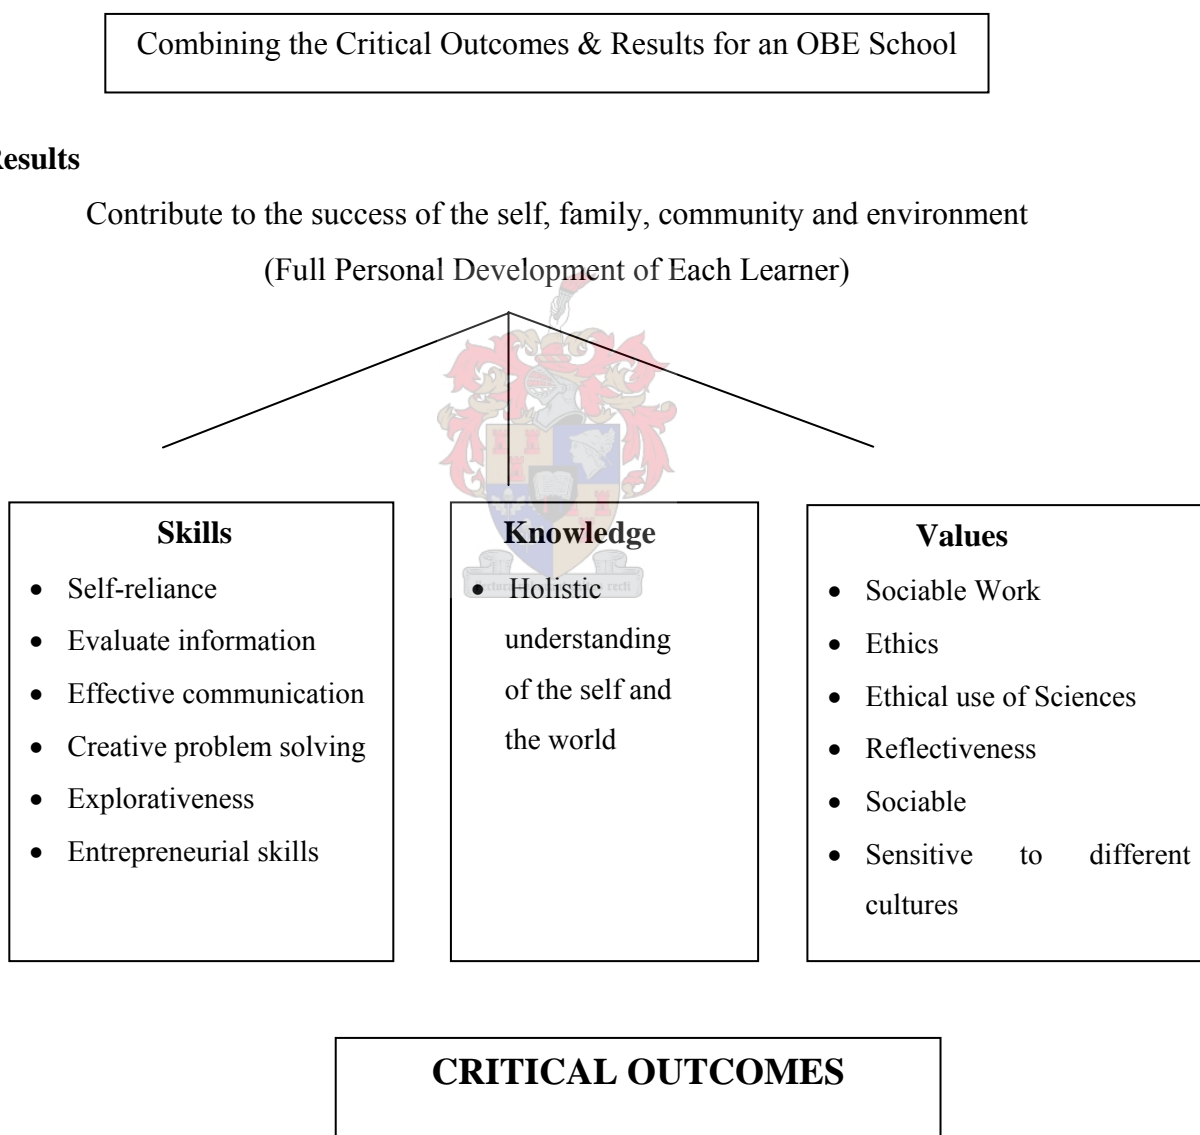 Combining the Critical Outcomes & Results for an OBE School
Results
Contribute to the success of the self, family, community and environment
(Full Personal Development of Each Learner)
Skills
• Self-reliance
• Evaluate information
• Effective communication
• Creative problem solving
• Explorativeness
• Entrepreneurial skills
Knowledge
• Holistic
understanding
of the self and
the world
Values
• Sociable Work
• Ethics
• Ethical use of Sciences
• Reflectiveness
• Sociable
• Sensitive to different
cultures
CRITICAL OUTCOMES